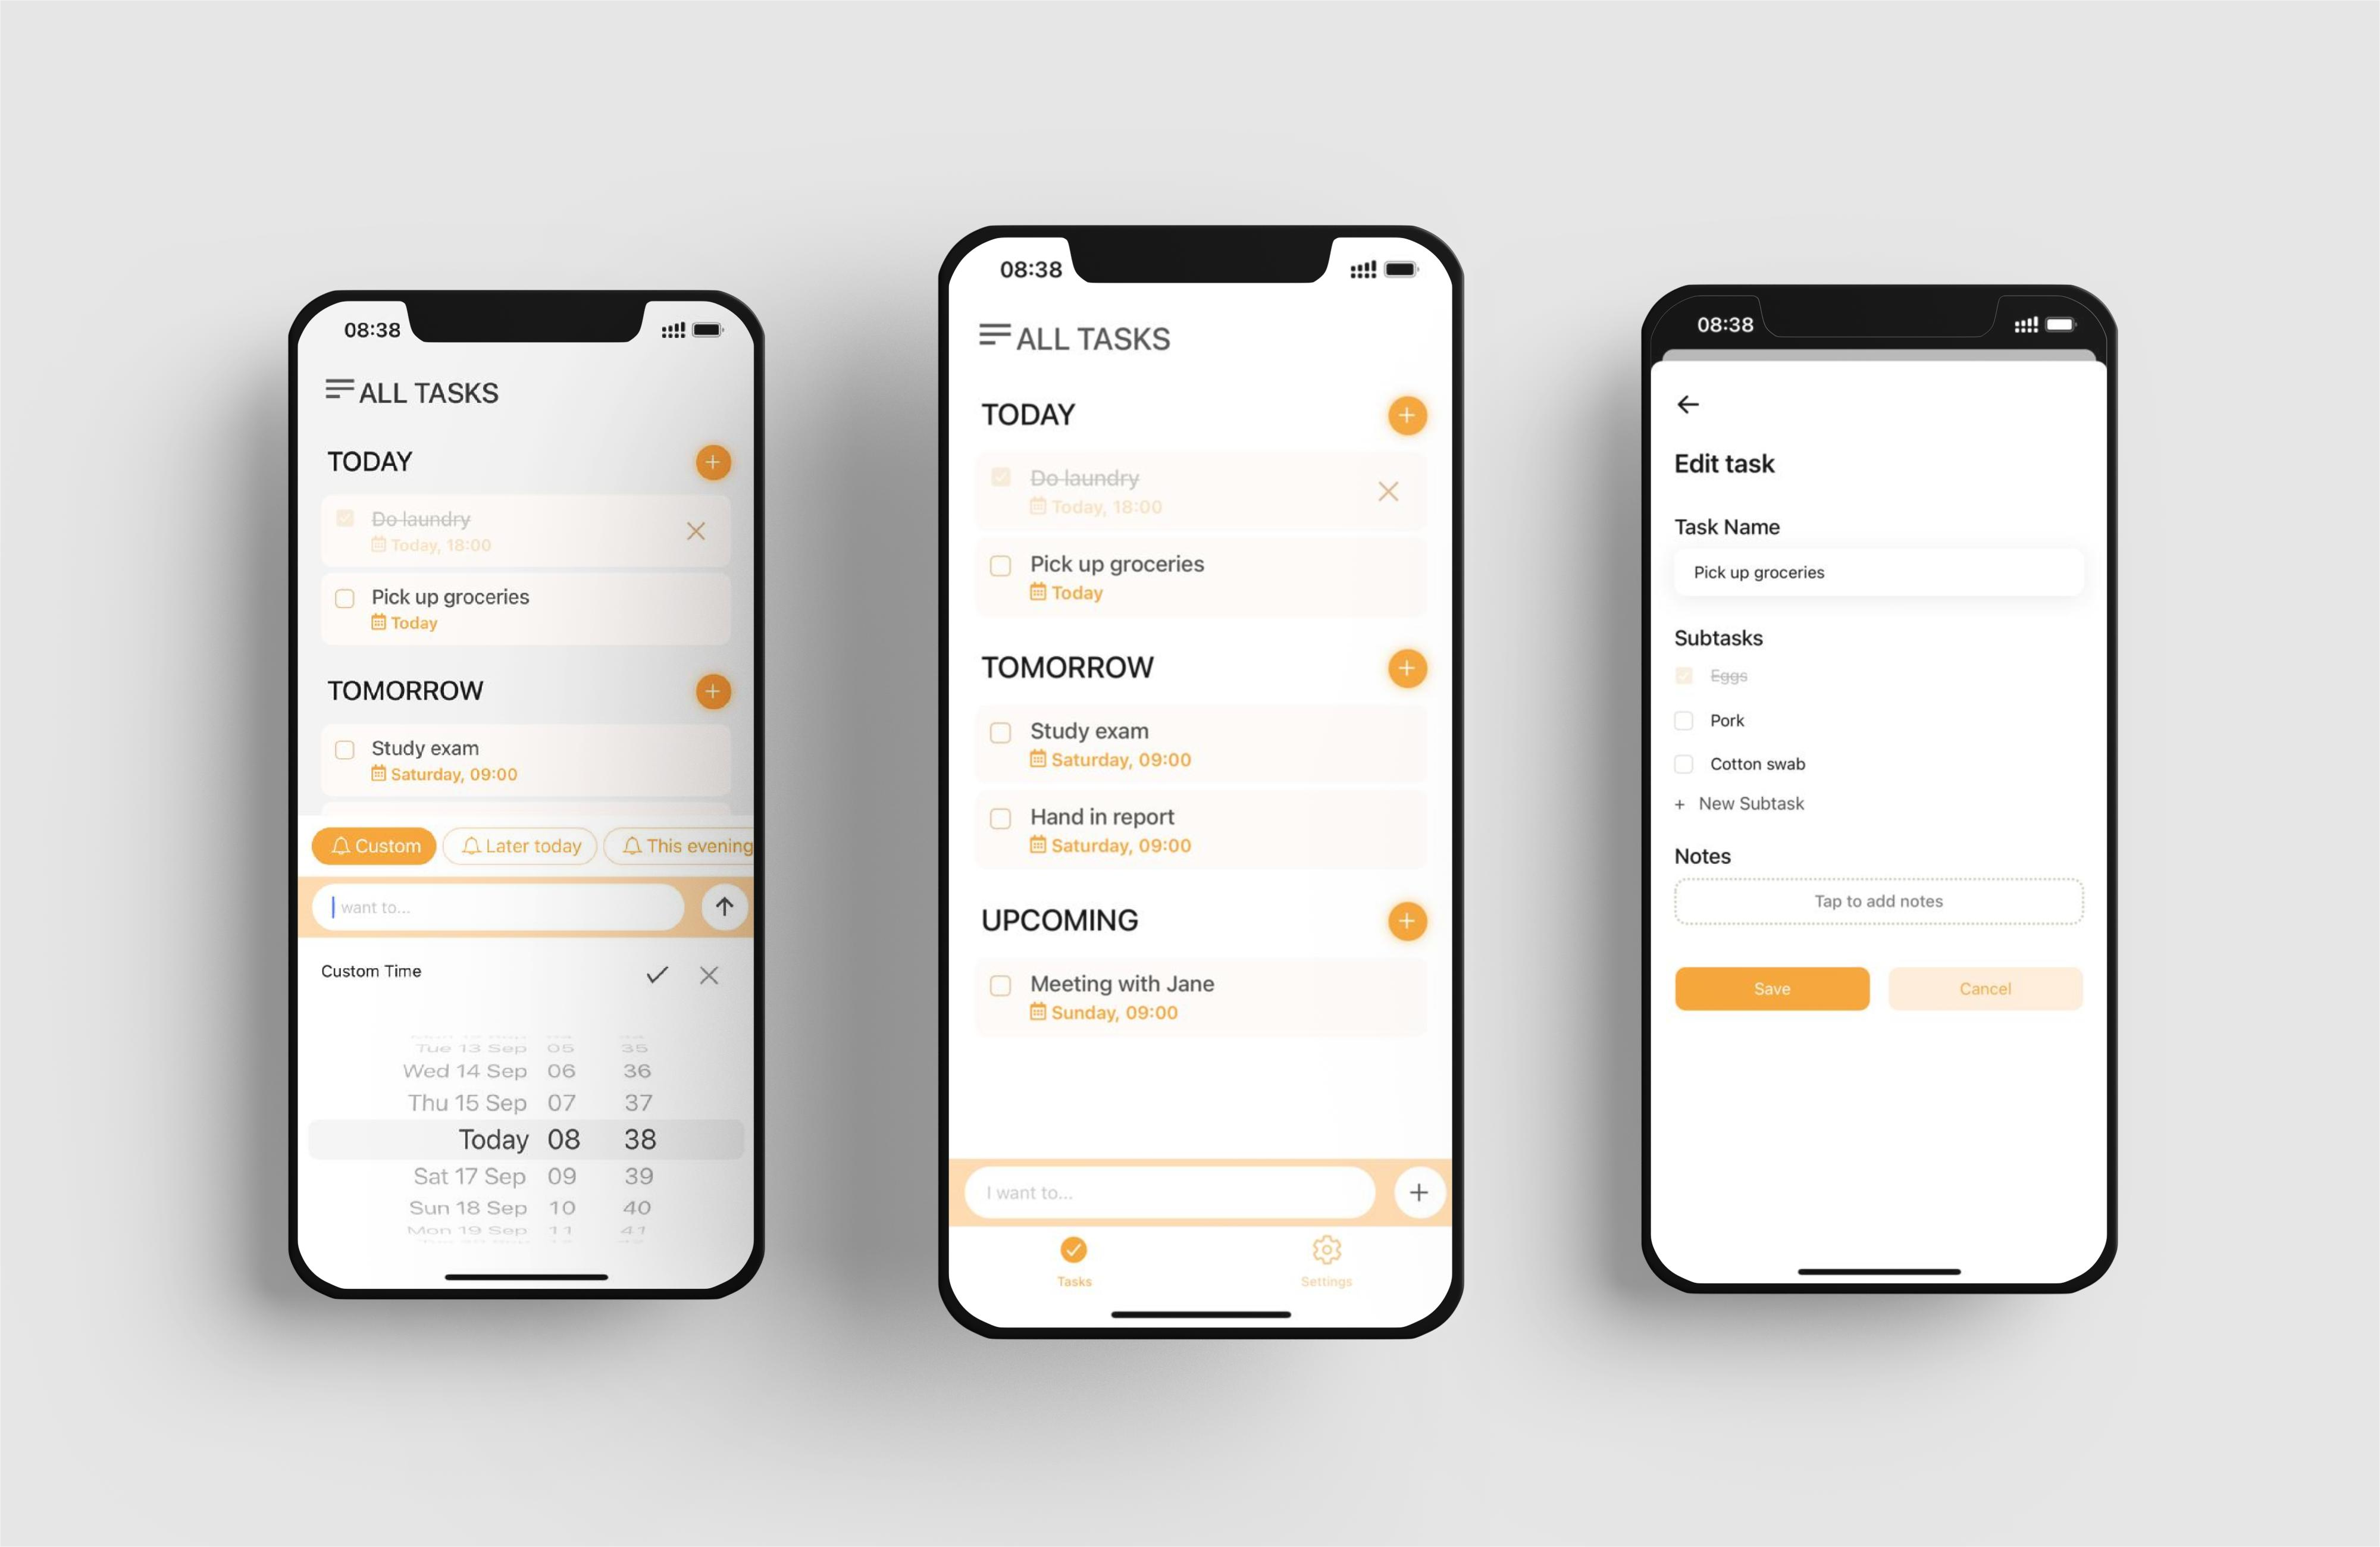 08:38
ALL TASKS
TODAY
Do laundry
Today, 18:00
Pick up groceries
Today
TOMORROW
Study exam
Saturday, 09:00
Custom
Later today
This evening
want to...
Custom Time
Tue 13 Sep 05 35
Wed 14 Sep 06 36
Thu 15 Sep 07 37
Today 08 38
Sat 17 Sep 09 39
Sun 18 Sep 10 40
Mon 19 Sep 11 41
08:38
ALL TASKS
TODAY
Do laundry
Today, 18:00
Pick up groceries
Today
TOMORROW
Study exam
Saturday, 09:00
Hand in report
Saturday, 09:00
UPCOMING
Meeting with Jane
Sunday, 09:00
I want to...
Tasks
Settings
08:38
Edit task
Task Name
Pick up groceries
Subtasks
Eggs
Pork
Cotton swab
+ New Subtask
Notes
Tap to add notes
Save
Cancel